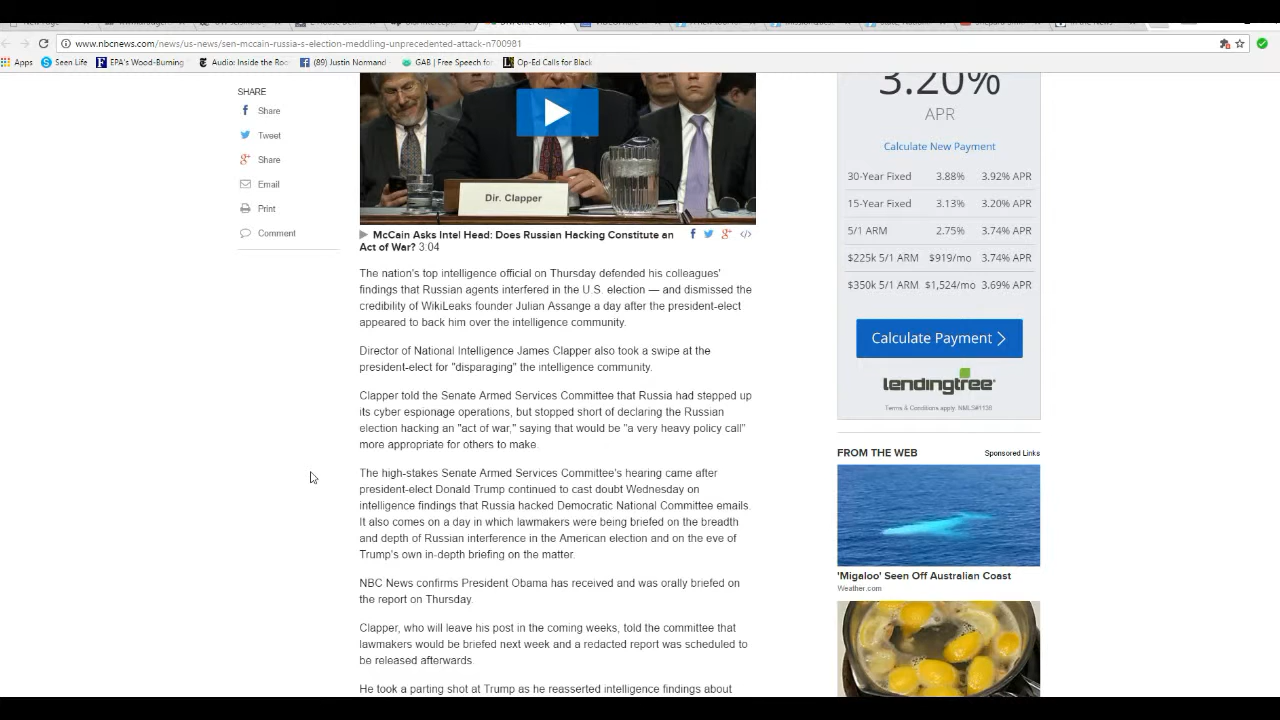 www.nbcnews.com/news/us-news/sen-mccain-russia-s-election-meddling-unprecedented-attack-n700981
Apps
Seen Life
EPA's Wood-Burning
Audio: Inside the Roo
(89) Justin Normand
GAB | Free Speech for
Op-Ed Calls for Black
SHARE
Share
Tweet
Share
Email
Print
Comment
Dir. Clapper
McCain Asks Intel Head: Does Russian Hacking Constitute an
Act of War? 3:04
The nation's top intelligence official on Thursday defended his colleagues'
findings that Russian agents interfered in the U.S. election — and dismissed the
credibility of WikiLeaks founder Julian Assange a day after the president-elect
appeared to back him over the intelligence community.
Director of National Intelligence James Clapper also took a swipe at the
president-elect for "disparaging" the intelligence community.
Clapper told the Senate Armed Services Committee that Russia had stepped up
its cyber espionage operations, but stopped short of declaring the Russian
election hacking an "act of war," saying that would be "a very heavy policy call"
more appropriate for others to make.
The high-stakes Senate Armed Services Committee's hearing came after
president-elect Donald Trump continued to cast doubt Wednesday on
intelligence findings that Russia hacked Democratic National Committee emails.
It also comes on a day in which lawmakers were being briefed on the breadth
and depth of Russian interference in the American election and on the eve of
Trump's own in-depth briefing on the matter.
NBC News confirms President Obama has received and was orally briefed on
the report on Thursday.
Clapper, who will leave his post in the coming weeks, told the committee that
lawmakers would be briefed next week and a redacted report was scheduled to
be released afterwards.
He took a parting shot at Trump as he reasserted intelligence findings about
3.20%
APR
Calculate New Payment
30-Year Fixed 3.88% 3.92% APR
15-Year Fixed 3.13% 3.20% APR
5/1 ARM 2.75% 3.74% APR
$225k 5/1 ARM $919/mo 3.74% APR
$350k 5/1 ARM $1,524/mo 3.69% APR
Calculate Payment
lendingtree
Terms & Conditions apply. NMLS#1136
FROM THE WEB
Sponsored Links
'Migaloo' Seen Off Australian Coast
Weather.com